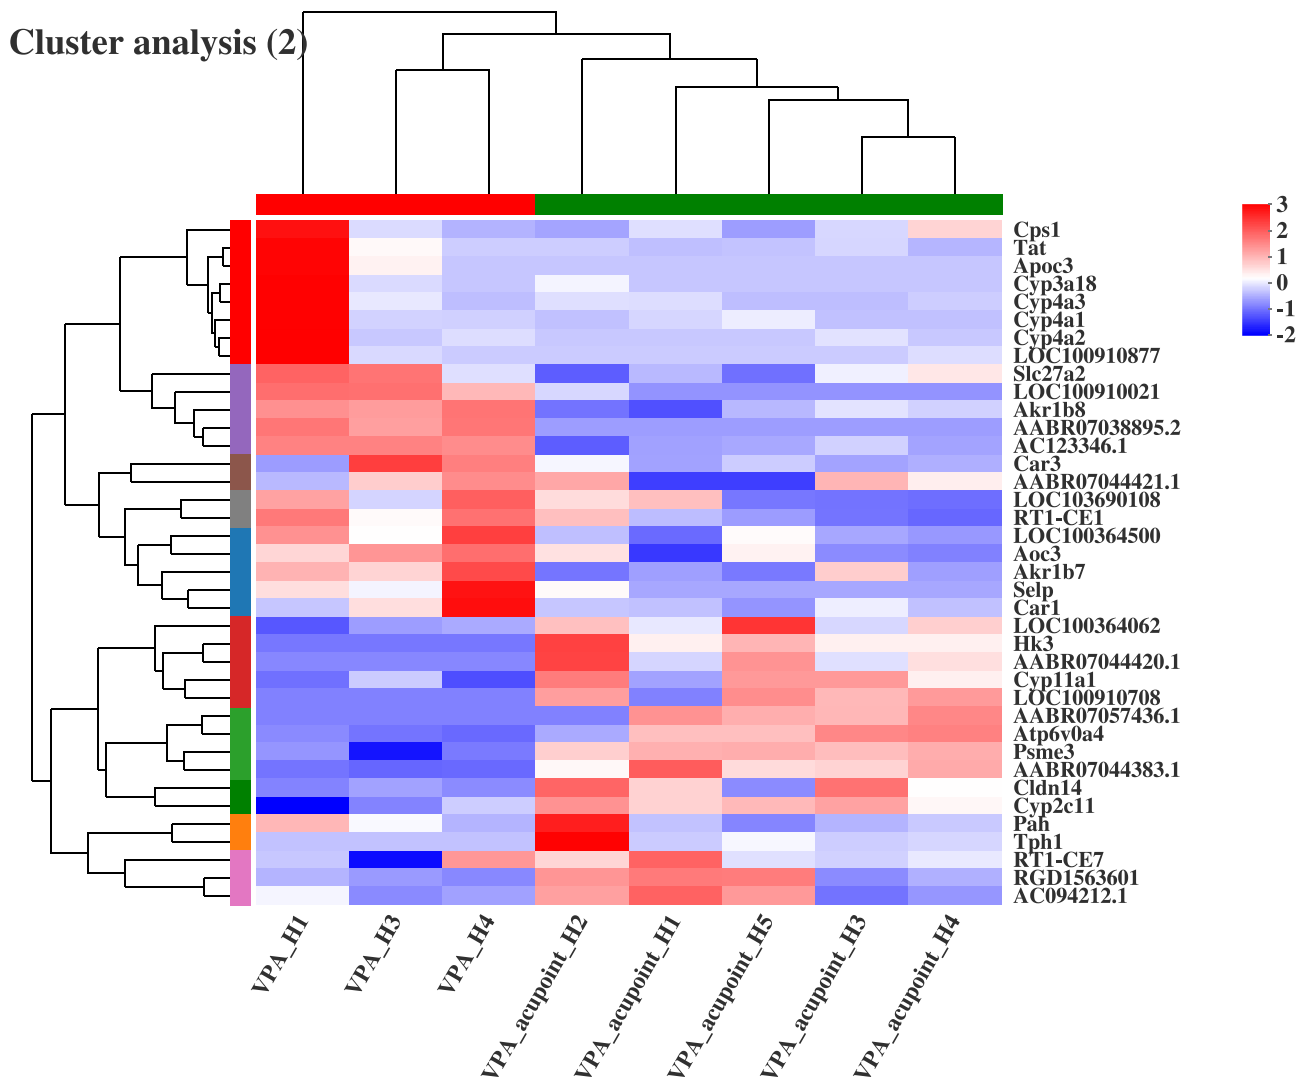 Cluster analysis (2)
3
2
1
0
-1
-2
Cps1
Tat
Apoc3
Cyp3a18
Cyp4a3
Cyp4a1
Cyp4a2
LOC100910877
Slc27a2
LOC100910021
Akr1b8
AABR07038895.2
AC123346.1
Car3
AABR07044421.1
LOC103690108
RT1-CE1
LOC100364500
Aoc3
Akr1b7
Selp
Car1
LOC100364062
Hk3
AABR07044420.1
Cyp11a1
LOC100910708
AABR07057436.1
Atp6v0a4
Psme3
AABR07044383.1
Cldn14
Cyp2c11
Pah
Tph1
RT1-CE7
RGD1563601
AC094212.1
VPA_H1
VPA_H3
VPA_H4
VPA_acupoint_H2
VPA_acupoint_H1
VPA_acupoint_H5
VPA_acupoint_H3
VPA_acupoint_H4